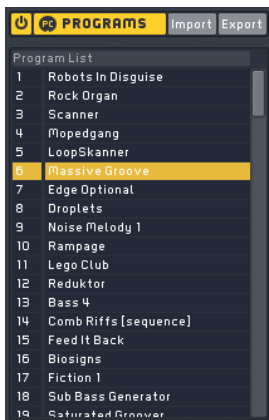 PC PROGRAMS Import Export
Program List
1 Robots In Disguise
2 Rock Organ
3 Scanner
4 Mopedgang
5 LoopSkanner
6 Massive Groove
7 Edge Optional
8 Droplets
9 Noise Melody 1
10 Rampage
11 Lego Club
12 Reduktor
13 Bass 4
14 Comb Riffs [sequence]
15 Feed It Back
16 Biosigns
17 Fiction 1
18 Sub Bass Generator
19 Saturated Groover